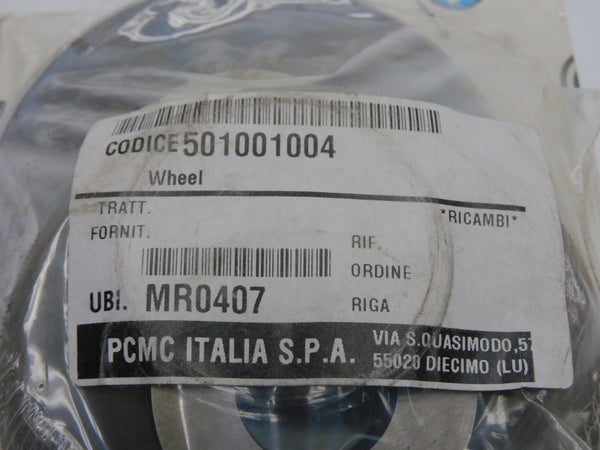 CODICE 501001004
Wheel
TRATT.
*RICAMBI*
FORNIT.
RIF.
ORDINE
UBI. MR0407
RIGA
PCMC ITALIA S.P.A.
VIA S.QUASIMODO,57
55020 DIECIMO (LU)